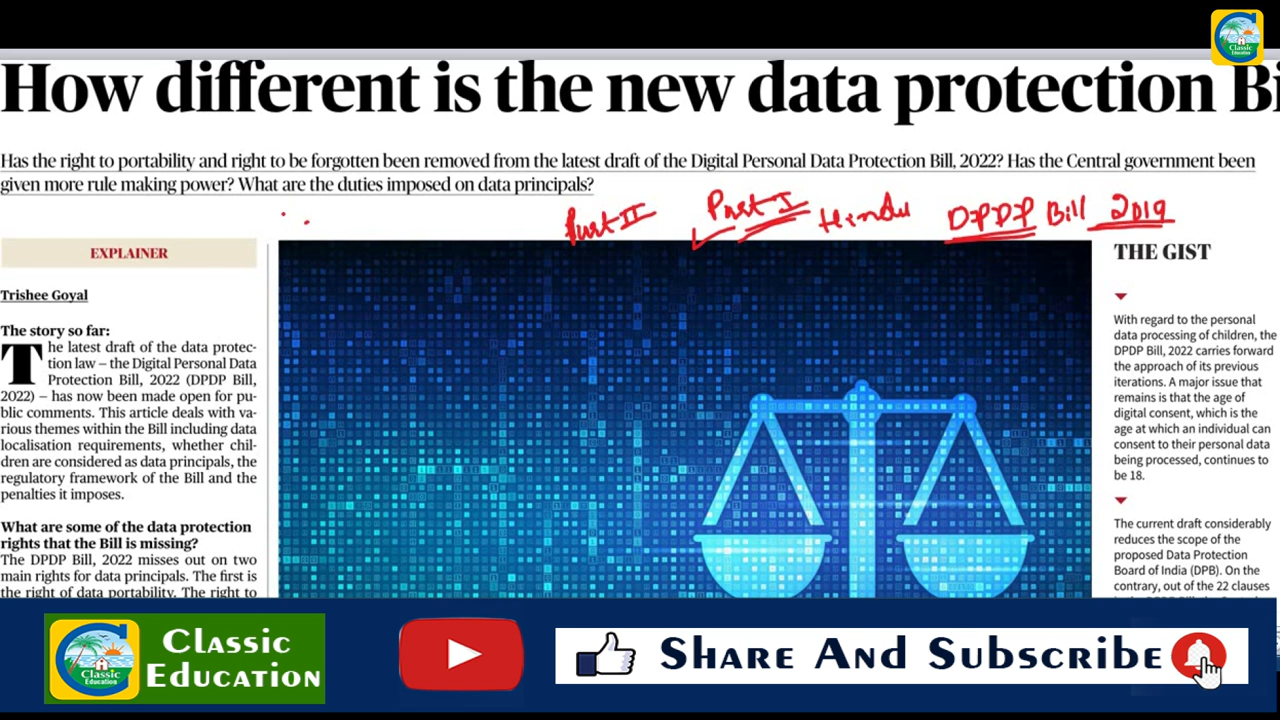 Classic
Education
How different is the new data protection Bi
Has the right to portability and right to be forgotten been removed from the latest draft of the Digital Personal Data Protection Bill, 2022? Has the Central government been
given more rule making power? What are the duties imposed on data principals?
Part II Part I Hindu DPDP Bill 2019
EXPLAINER
Trishee Goyal
The story so far:
The latest draft of the data protec-
tion law – the Digital Personal Data
Protection Bill, 2022 (DPDP Bill,
2022) – has now been made open for pu-
blic comments. This article deals with va-
rious themes within the Bill including data
localisation requirements, whether chil-
dren are considered as data principals, the
regulatory framework of the Bill and the
penalties it imposes.
What are some of the data protection
rights that the Bill is missing?
The DPDP Bill, 2022 misses out on two
main rights for data principals. The first is
the right of data portability. The right to
THE GIST
With regard to the personal
data processing of children, the
DPDP Bill, 2022 carries forward
the approach of its previous
iterations. A major issue that
remains is that the age of
digital consent, which is the
age at which an individual can
consent to their personal data
being processed, continues to
be 18.
The current draft considerably
reduces the scope of the
proposed Data Protection
Board of India (DPB). On the
contrary, out of the 22 clauses
Classic
Education
Classic
Education
Share And Subscribe